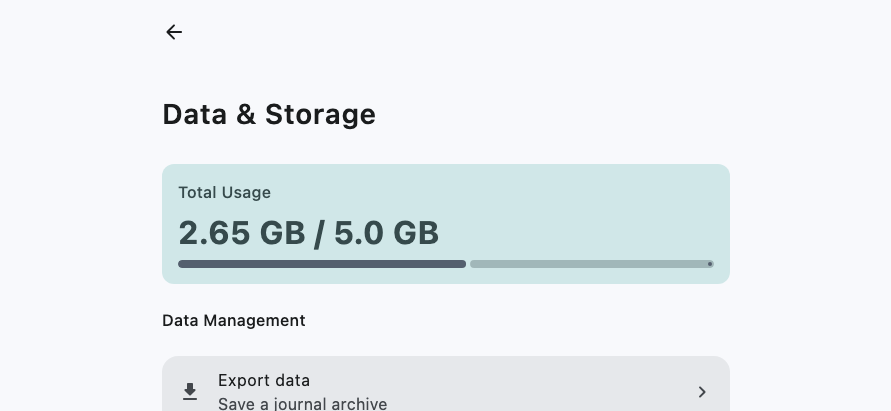 Data & Storage
Total Usage
2.65 GB / 5.0 GB
Data Management
Export data
Save a journal archive